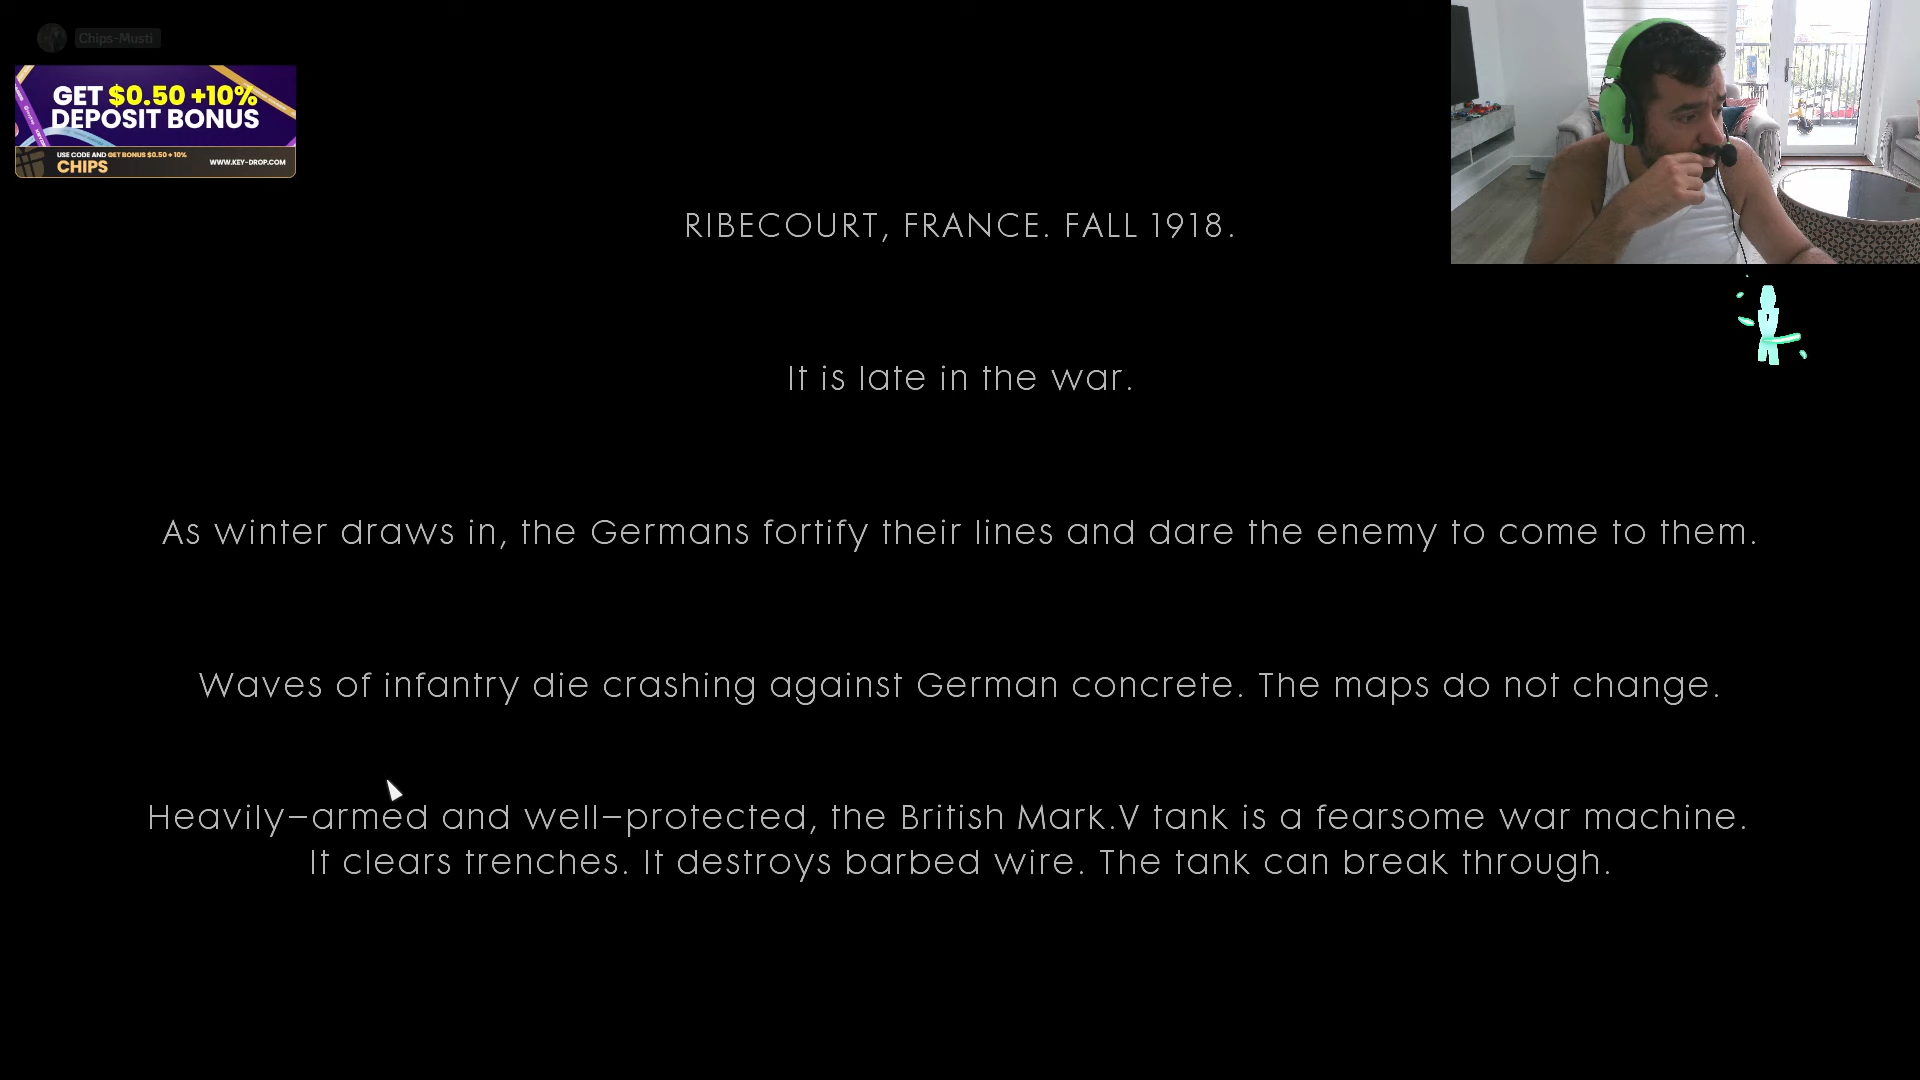 Chips-Musti
GET $0.50 +10%
DEPOSIT BONUS
USE CODE AND GET BONUS $0.50 + 10%
CHIPS
WWW.KEY-DROP.COM
RIBECOURT, FRANCE. FALL 1918.
It is late in the war.
As winter draws in, the Germans fortify their lines and dare the enemy to come to them.
Waves of infantry die crashing against German concrete. The maps do not change.
Heavily-armed and well-protected, the British Mark.V tank is a fearsome war machine.
It clears trenches. It destroys barbed wire. The tank can break through.